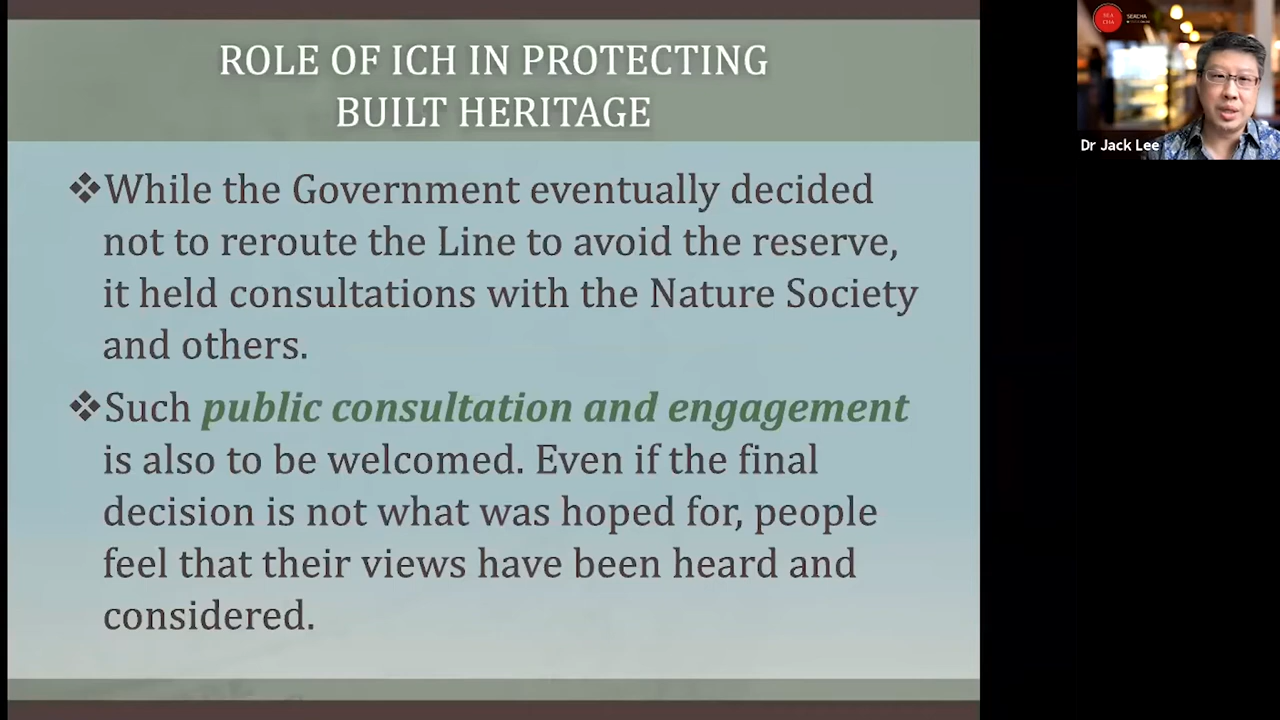 ROLE OF ICH IN PROTECTING
BUILT HERITAGE
❖While the Government eventually decided
not to reroute the Line to avoid the reserve,
it held consultations with the Nature Society
and others.
❖Such public consultation and engagement
is also to be welcomed. Even if the final
decision is not what was hoped for, people
feel that their views have been heard and
considered.
SEA
CHA
SEACHA
Dr Jack Lee